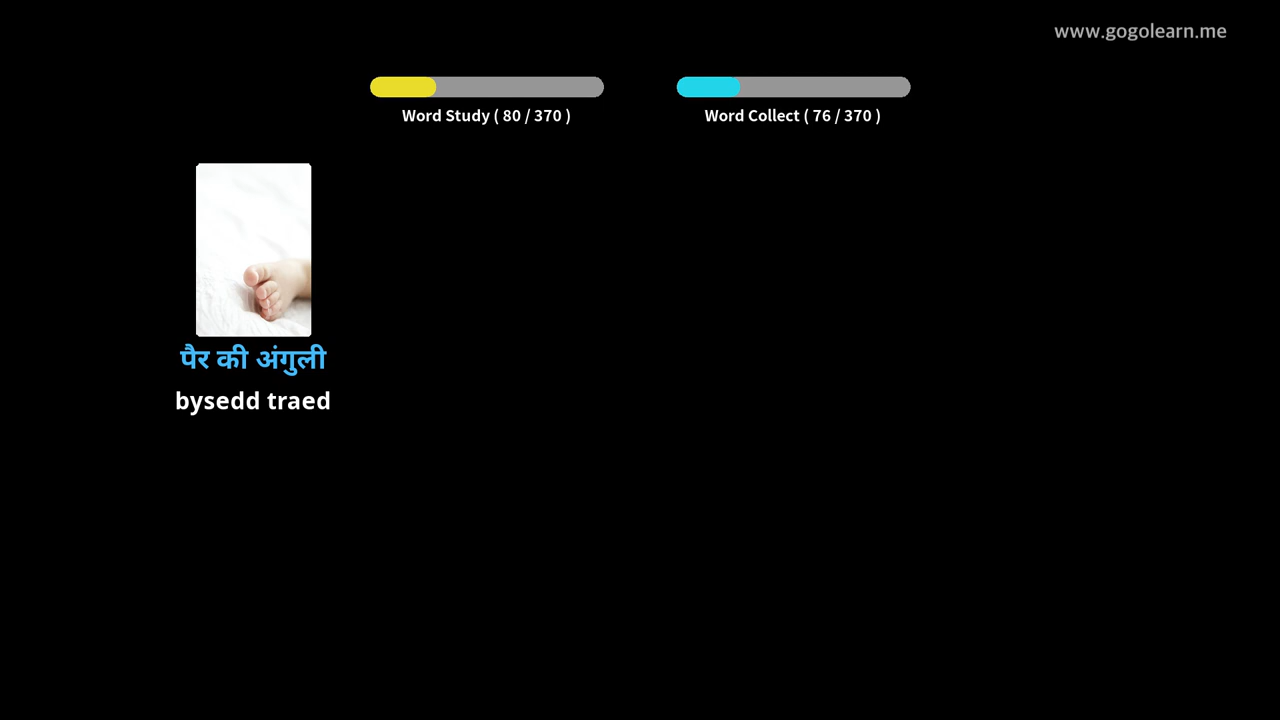 www.gogolearn.me
Word Study ( 80 / 370 )
Word Collect ( 76 / 370 )
पैर की अंगुली
bysedd traed